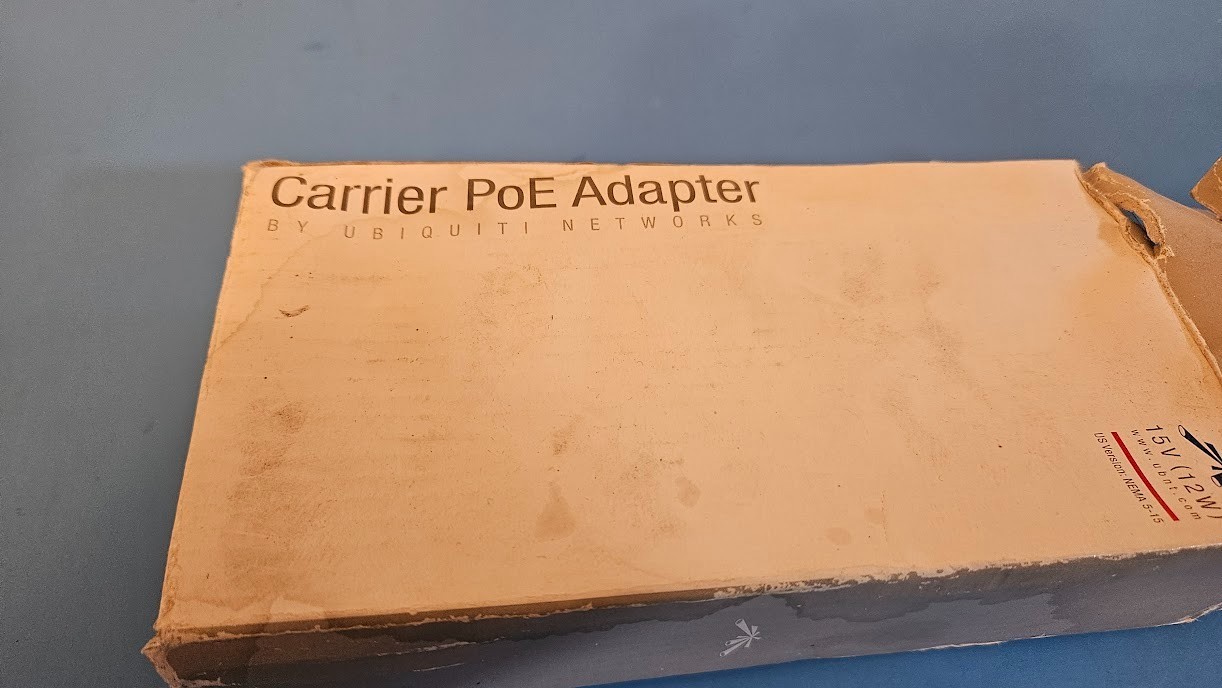 Carrier PoE Adapter
BY UBIQUITI NETWORKS
15V (12W)
www.ubnt.com
US Version: NEMA 5-15